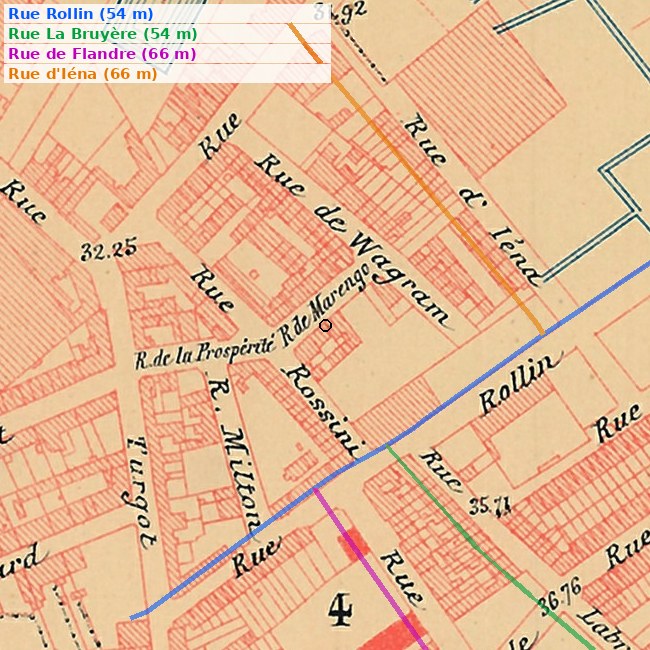 Rue Rollin (54 m)
Rue La Bruyère (54 m)
Rue de Flandre (66 m)
Rue d'Iéna (66 m)
Rue
Rue d' Iéna
Rue de Wagram
Rue
32.25
Rue
R. de Marengo
R. de la Prospérité
Rossini
R. Milton
Turgot
Rollin
Rue
Rue
35.71
Rue
Rue
Rue
36.76
4